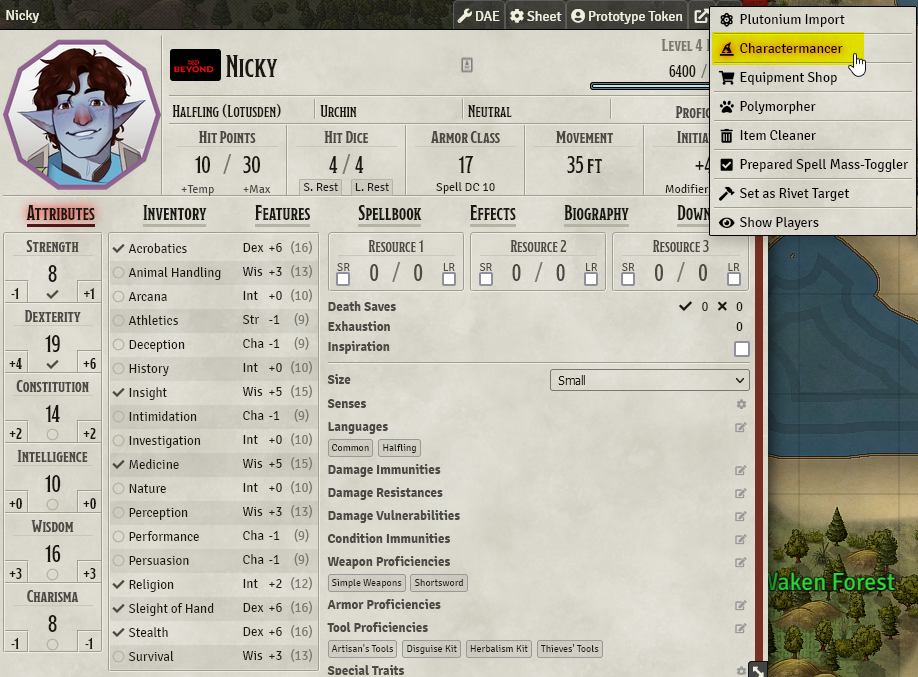 Nicky
DAE
Sheet
Prototype Token
Plutonium Import
Charactermancer
Equipment Shop
Polymorpher
Item Cleaner
Prepared Spell Mass-Toggler
Set as Rivet Target
Show Players
D&D
BEYOND
Nicky
Level 4
6400 /
Halfling (Lotusden)
Urchin
Neutral
Hit Points
10 / 30
+Temp +Max
Hit Dice
4 / 4
S. Rest L. Rest
Armor Class
17
Spell DC 10
Movement
35 ft
+4
Modifier
Attributes
Inventory
Features
Spellbook
Effects
Biography
Strength
8
-1 +1
Dexterity
19
+4 +6
Constitution
14
+2 +2
Intelligence
10
+0 +0
Wisdom
16
+3 +3
Charisma
8
-1 -1
Acrobatics Dex +6 (16)
Animal Handling Wis +3 (13)
Arcana Int +0 (10)
Athletics Str -1 (9)
Deception Cha -1 (9)
History Int +0 (10)
Insight Wis +5 (15)
Intimidation Cha -1 (9)
Investigation Int +0 (10)
Medicine Wis +5 (15)
Nature Int +0 (10)
Perception Wis +3 (13)
Performance Cha -1 (9)
Persuasion Cha -1 (9)
Religion Int +2 (12)
Sleight of Hand Dex +6 (16)
Stealth Dex +6 (16)
Survival Wis +3 (13)
Resource 1
SR 0 / 0 LR
Resource 2
SR 0 / 0 LR
Resource 3
SR 0 / 0 LR
Death Saves 0 0
Exhaustion 0
Inspiration
Size Small
Senses
Languages
Common Halfling
Damage Immunities
Damage Resistances
Damage Vulnerabilities
Condition Immunities
Weapon Proficiencies
Simple Weapons Shortsword
Armor Proficiencies
Tool Proficiencies
Artisan's Tools Disguise Kit Herbalism Kit Thieves' Tools
Special Traits
Waken Forest